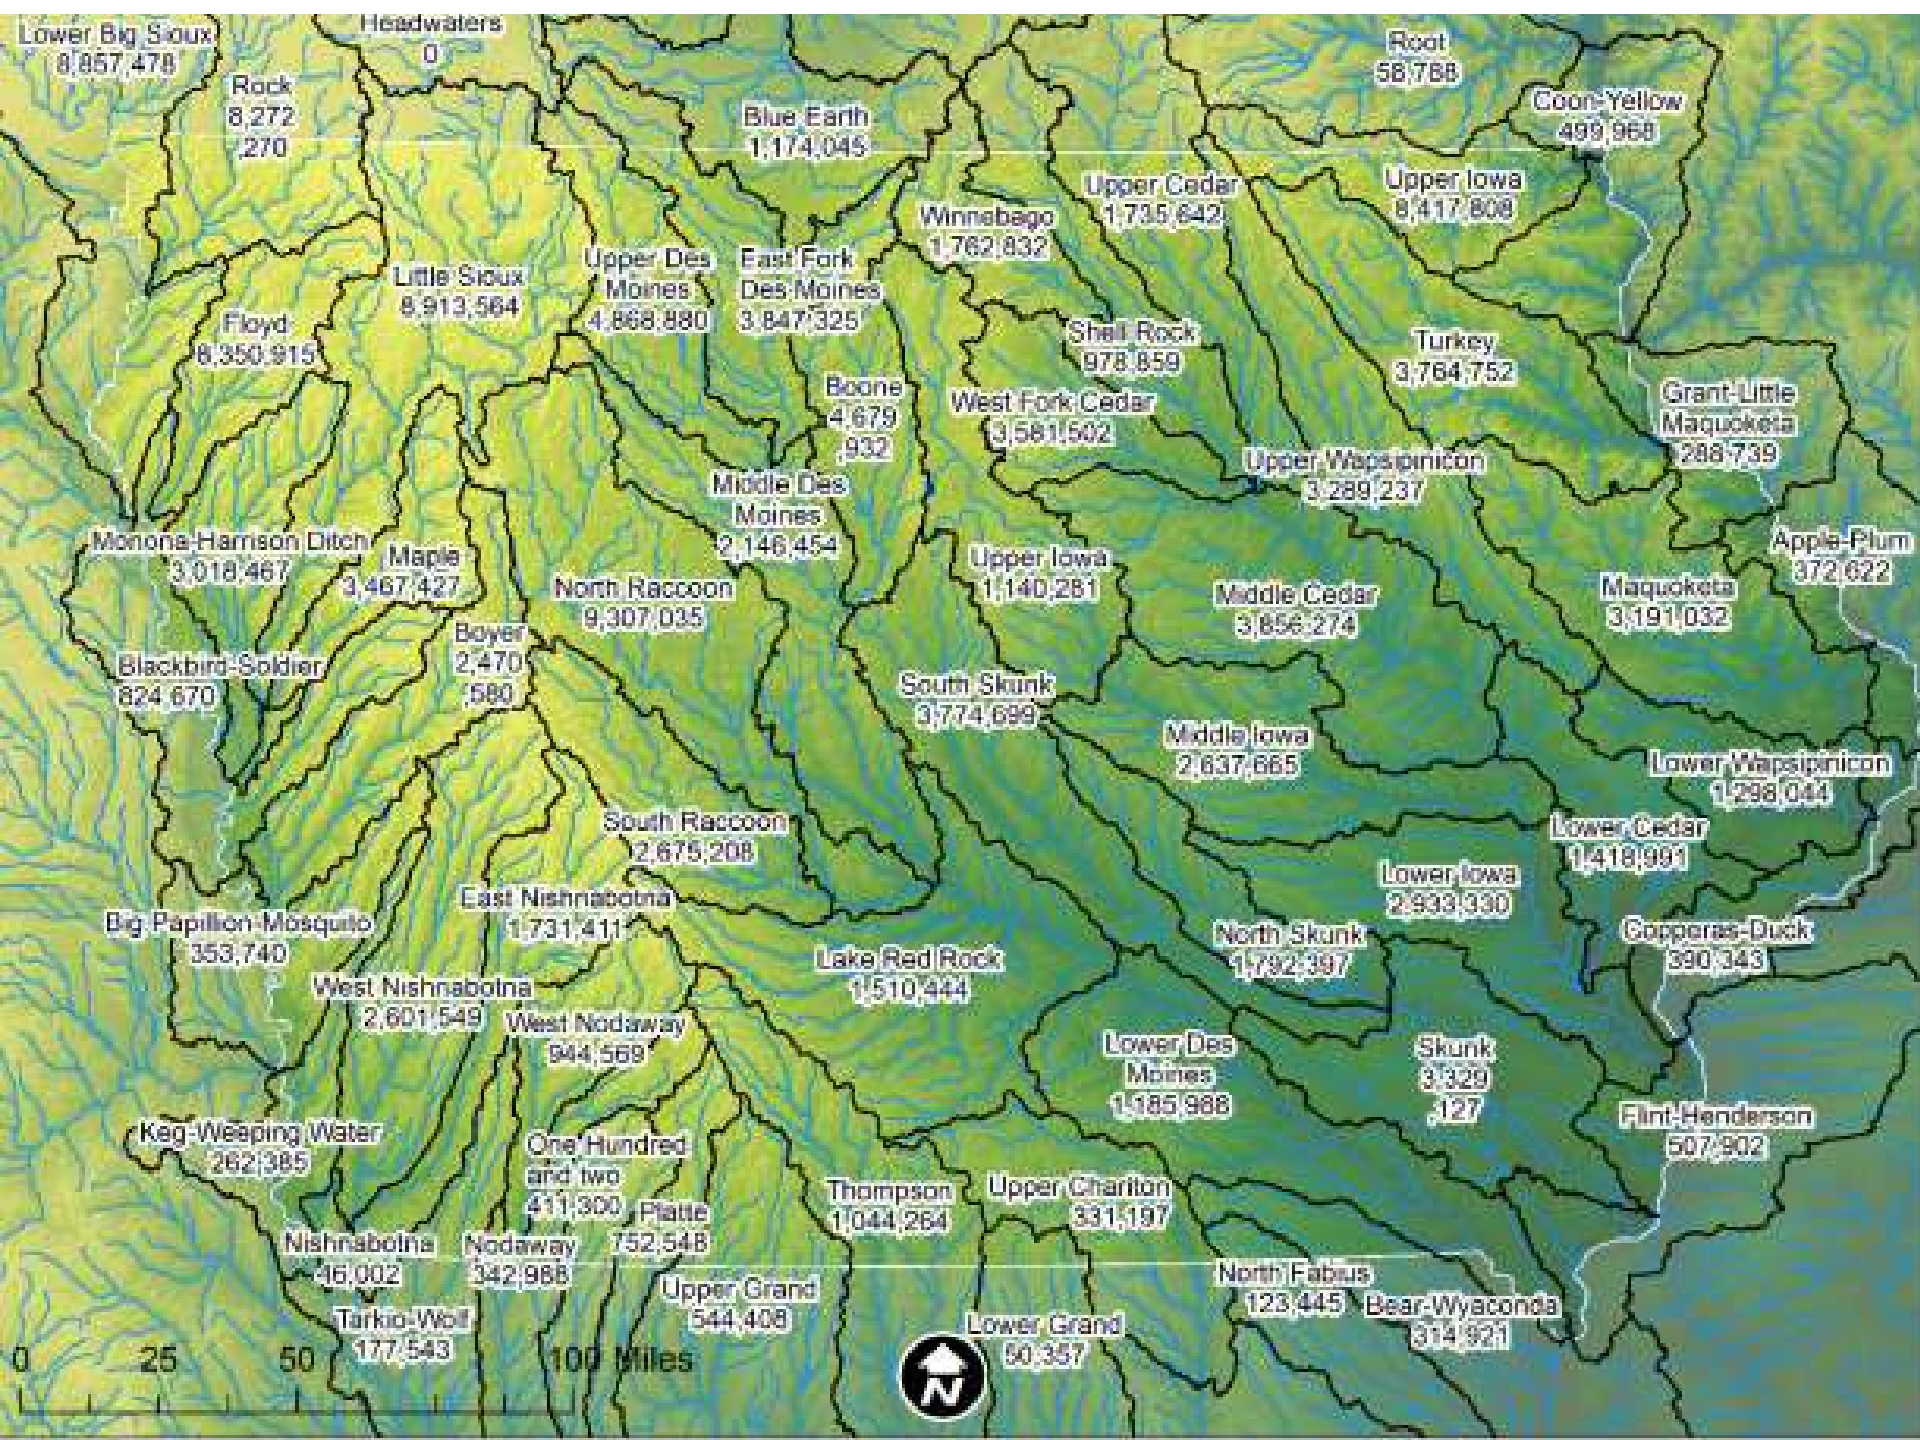 Lower Big Sioux
8,857,478
Headwaters
0
Rock
8,272
,270
Blue Earth
1,174,045
Root
58,788
Coon-Yellow
499,968
Upper Cedar
1,735,642
Upper Iowa
8,417,808
Winnebago
1,762,832
Little Sioux
8,913,564
Upper Des
Moines
4,868,880
East Fork
Des Moines
3,847,325
Floyd
8,350,915
Shell Rock
978,859
Turkey
3,764,752
Boone
4,679
,932
West Fork Cedar
3,581,502
Grant-Little
Maquoketa
288,739
Upper Wapsipinicon
3,289,237
Middle Des
Moines
2,146,454
Monona-Harrison Ditch
3,018,467
Maple
3,467,427
North Raccoon
9,307,035
Upper Iowa
1,140,281
Middle Cedar
3,856,274
Maquoketa
3,191,032
Apple-Plum
372,622
Boyer
2,470
,580
Blackbird-Soldier
824,670
South Skunk
3,774,699
Middle Iowa
2,637,665
Lower Wapsipinicon
1,298,044
South Raccoon
2,675,208
Lower Cedar
1,418,991
Lower Iowa
2,933,330
East Nishnabotna
1,731,411
Big Papillion-Mosquito
353,740
Lake Red Rock
1,510,444
North Skunk
1,792,397
Copperas-Duck
390,343
West Nishnabotna
2,601,549
West Nodaway
944,569
Lower Des
Moines
1,185,988
Skunk
3,329
,127
Flint-Henderson
507,902
Keg-Weeping Water
262,385
One Hundred
and two
411,300
Platte
752,548
Thompson
1,044,264
Upper Chariton
331,197
Nishnabotna
46,002
Nodaway
342,988
Upper Grand
544,408
North Fabius
123,445
Bear-Wyaconda
314,921
Tarkio-Wolf
177,543
Lower Grand
50,357
0 25 50 100 Miles
N